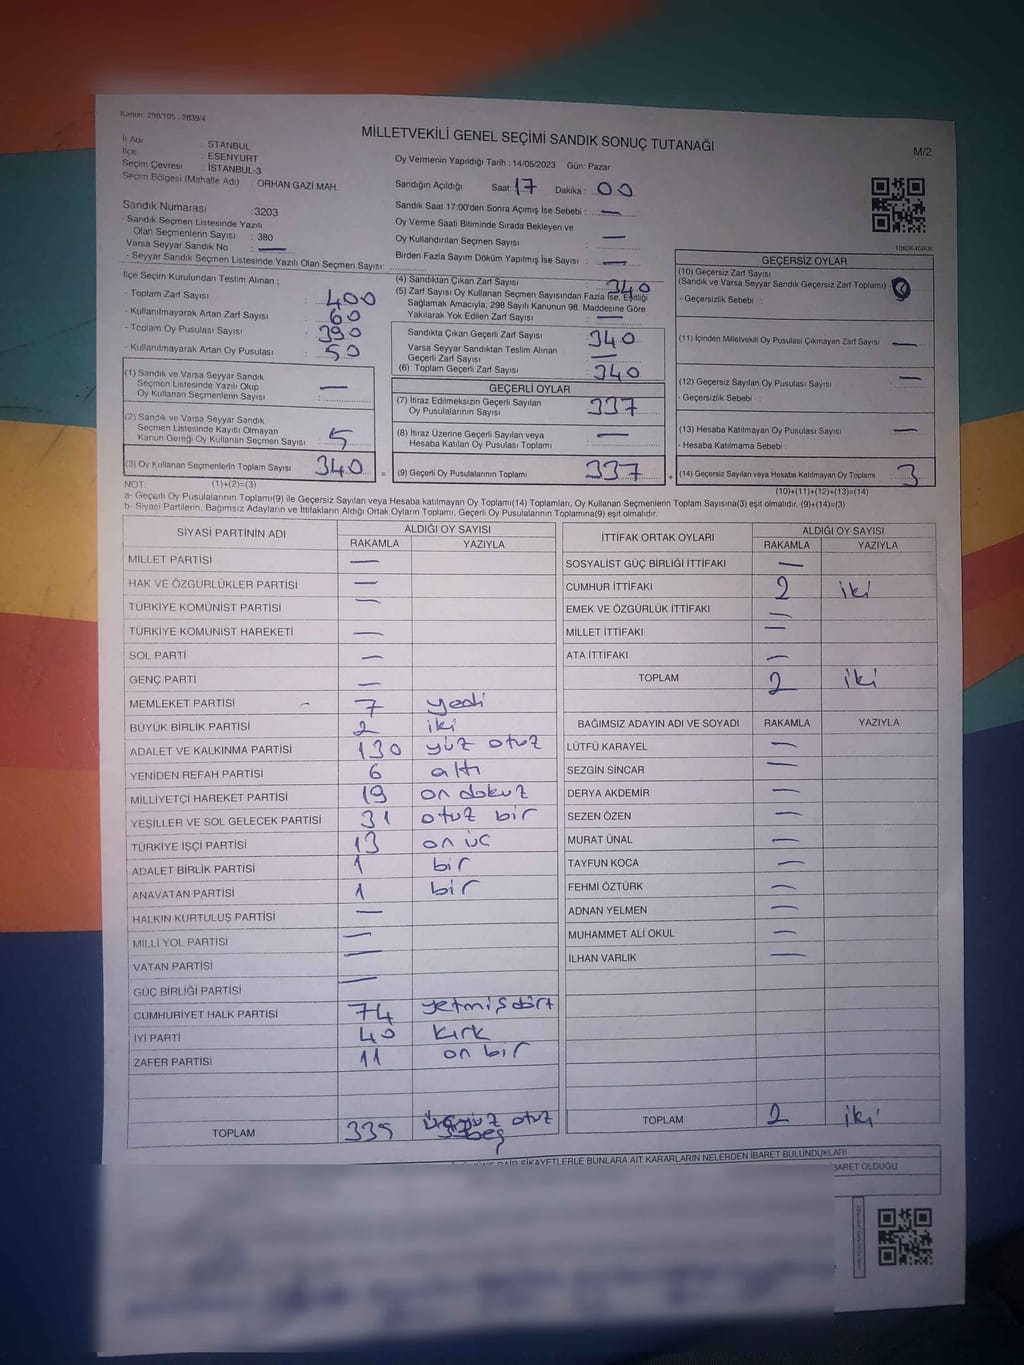 Kanun: 298/105 , 2839/4
MİLLETVEKİLİ GENEL SEÇİMİ SANDIK SONUÇ TUTANAĞI
M/2
İl Adı : STANBUL
İlçe : ESENYURT
Seçim Çevresi : İSTANBUL-3
Seçim Bölgesi (Mahalle Adı) : ORHAN GAZİ MAH.
Oy Vermenin Yapıldığı Tarih : 14/05/2023 Gün: Pazar
Sandığın Açıldığı Saat: 17 Dakika : 00
Sandık Saat 17:00'den Sonra Açımış İse Sebebi : —
Oy Verme Saati Bitiminde Sırada Bekleyen ve
Oy Kullandırılan Seçmen Sayısı : —
Birden Fazla Sayım Döküm Yapılmış İse Sayısı : —
Sandık Numarası :3203
- Sandık Seçmen Listesinde Yazılı
Olan Seçmenlerin Sayısı : 380
Varsa Seyyar Sandık No : —
- Seyyar Sandık Seçmen Listesinde Yazılı Olan Seçmen Sayısı:
İlçe Seçim Kurulundan Teslim Alınan ;
- Toplam Zarf Sayısı : 400
- Kullanılmayarak Artan Zarf Sayısı : 60
- Toplam Oy Pusulası Sayısı : 390
- Kullanılmayarak Artan Oy Pusulası : 50
(1) Sandık ve Varsa Seyyar Sandık
Seçmen Listesinde Yazılı Olup
Oy Kullanan Seçmenlerin Sayısı : —
(2) Sandık ve Varsa Seyyar Sandık
Seçmen Listesinde Kayıtlı Olmayan
Kanun Gereği Oy Kullanan Seçmen Sayısı : 5
(3) Oy Kullanan Seçmenlerin Toplam Sayısı 340
(4) Sandıktan Çıkan Zarf Sayısı : 340
(5) Zarf Sayısı Oy Kullanan Seçmen Sayısından Fazla İse, Eşitliği
Sağlamak Amacıyla; 298 Sayılı Kanunun 98. Maddesine Göre
Yakılarak Yok Edilen Zarf Sayısı : —
Sandıkta Çıkan Geçerli Zarf Sayısı : 340
Varsa Seyyar Sandıktan Teslim Alınan
Geçerli Zarf Sayısı : —
(6) Toplam Geçerli Zarf Sayısı : 340
GEÇERLİ OYLAR
(7) İtiraz Edilmeksizin Geçerli Sayılan
Oy Pusulalarının Sayısı : 337
(8) İtiraz Üzerine Geçerli Sayılan veya
Hesaba Katılan Oy Pusulası Toplamı : —
= (9) Geçerli Oy Pusulalarının Toplamı : 337 +
GEÇERSİZ OYLAR
(10) Geçersiz Zarf Sayısı
(Sandık ve Varsa Seyyar Sandık Geçersiz Zarf Toplamı) :
- Geçersizlik Sebebi :
(11) İçinden Milletvekili Oy Pusulası Çıkmayan Zarf Sayısı : —
(12) Geçersiz Sayılan Oy Pusulası Sayısı : —
- Geçersizlik Sebebi :
(13) Hesaba Katılmayan Oy Pusulası Sayısı : —
- Hesaba Katılmama Sebebi :
(14) Geçersiz Sayılan veya Hesaba Katılmayan Oy Toplamı : 3
NOT: (1)+(2)=(3)
(10)+(11)+(12)+(13)=(14)
a- Geçerli Oy Pusulalarının Toplamı(9) ile Geçersiz Sayılan veya Hesaba katılmayan Oy Toplamı(14) Toplamları, Oy Kullanan Seçmenlerin Toplam Sayısına(3) eşit olmalıdır. (9)+(14)=(3)
b- Siyasi Partilerin, Bağımsız Adayların ve İttifakların Aldığı Ortak Oyların Toplamı, Geçerli Oy Pusulalarının Toplamına(9) eşit olmalıdır.
SİYASİ PARTİNİN ADI ALDIĞI OY SAYISI
RAKAMLA YAZIYLA
MİLLET PARTİSİ —
HAK VE ÖZGÜRLÜKLER PARTİSİ —
TÜRKİYE KOMÜNİST PARTİSİ —
TÜRKİYE KOMÜNİST HAREKETİ —
SOL PARTİ —
GENÇ PARTİ —
MEMLEKET PARTİSİ 7 yedi
BÜYÜK BİRLİK PARTİSİ 2 iki
ADALET VE KALKINMA PARTİSİ 130 yüz otuz
YENİDEN REFAH PARTİSİ 6 altı
MİLLİYETÇİ HAREKET PARTİSİ 19 on dokuz
YEŞİLLER VE SOL GELECEK PARTİSİ 31 otuz bir
TÜRKİYE İŞÇİ PARTİSİ 13 on üç
ADALET BİRLİK PARTİSİ 1 bir
ANAVATAN PARTİSİ 1 bir
HALKIN KURTULUŞ PARTİSİ —
MİLLİ YOL PARTİSİ —
VATAN PARTİSİ —
GÜÇ BİRLİĞİ PARTİSİ —
CUMHURİYET HALK PARTİSİ 74 yetmiş dört
İYİ PARTİ 40 kırk
ZAFER PARTİSİ 11 on bir
TOPLAM 335 üçyüz otuz
beş
İTTİFAK ORTAK OYLARI ALDIĞI OY SAYISI
RAKAMLA YAZIYLA
SOSYALİST GÜÇ BİRLİĞİ İTTİFAKI —
CUMHUR İTTİFAKI 2 iki
EMEK VE ÖZGÜRLÜK İTTİFAKI —
MİLLET İTTİFAKI —
ATA İTTİFAKI —
TOPLAM 2 iki
BAĞIMSIZ ADAYIN ADI VE SOYADI RAKAMLA YAZIYLA
LÜTFÜ KARAYEL —
SEZGİN SİNCAR —
DERYA AKDEMİR —
SEZEN ÖZEN —
MURAT ÜNAL —
TAYFUN KOCA —
FEHMİ ÖZTÜRK —
ADNAN YELMEN —
MUHAMMET ALİ OKUL —
İLHAN VARLIK —
TOPLAM 2 iki
DAİR ŞİKAYETLERLE BUNLARA AİT KARARLARIN NELERDEN İBARET BULUNDUKLARI
BARET OLDUĞU